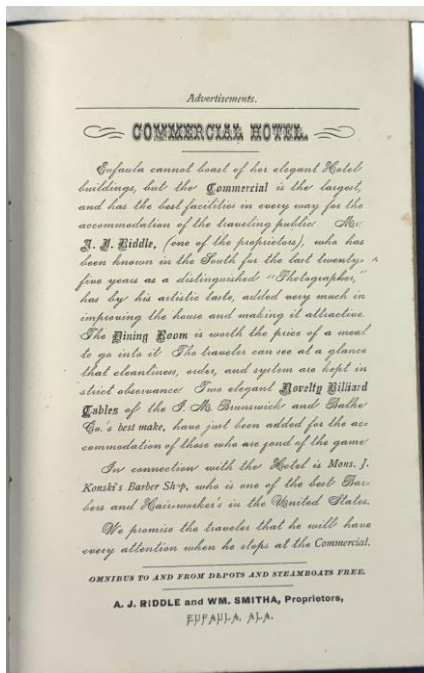 Advertisements.
COMMERCIAL HOTEL.
Eufaula cannot boast of her elegant Hotel
buildings, but the Commercial is the largest,
and has the best facilities in every way for the
accommodation of the traveling public. Mr.
A. J. Riddle, (one of the proprietors), who has
been known in the South for the last twenty-
five years as a distinguished "Photographer,"
has by his artistic taste, added very much in
improving the house and making it attractive.
The Dining Room is worth the price of a meal
to go into it. The traveler can see at a glance
that cleanliness, order, and system are kept in
strict observance. Two elegant Novelty Billiard
Tables of the J. M. Brunswick and Balke
Co.'s best make, have just been added for the ac-
commodation of those who are fond of the game
In connection with the Hotel is Mons. J.
Konski's Barber Shop, who is one of the best Bar-
bers and Hair-worker's in the United States.
We promise the traveler that he will have
every attention when he stops at the Commercial.
OMNIBUS TO AND FROM DEPOTS AND STEAMBOATS FREE.
A. J. RIDDLE and WM. SMITHA, Proprietors,
EUFAULA, ALA.